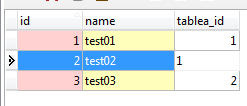 id name tablea_id
1 test01 1
2 test02 1
3 test03 2